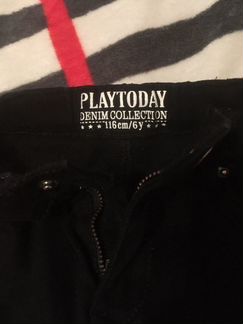 PLAYTODAY
DENIM COLLECTION
★ ★ 116cm/6y ★ ★